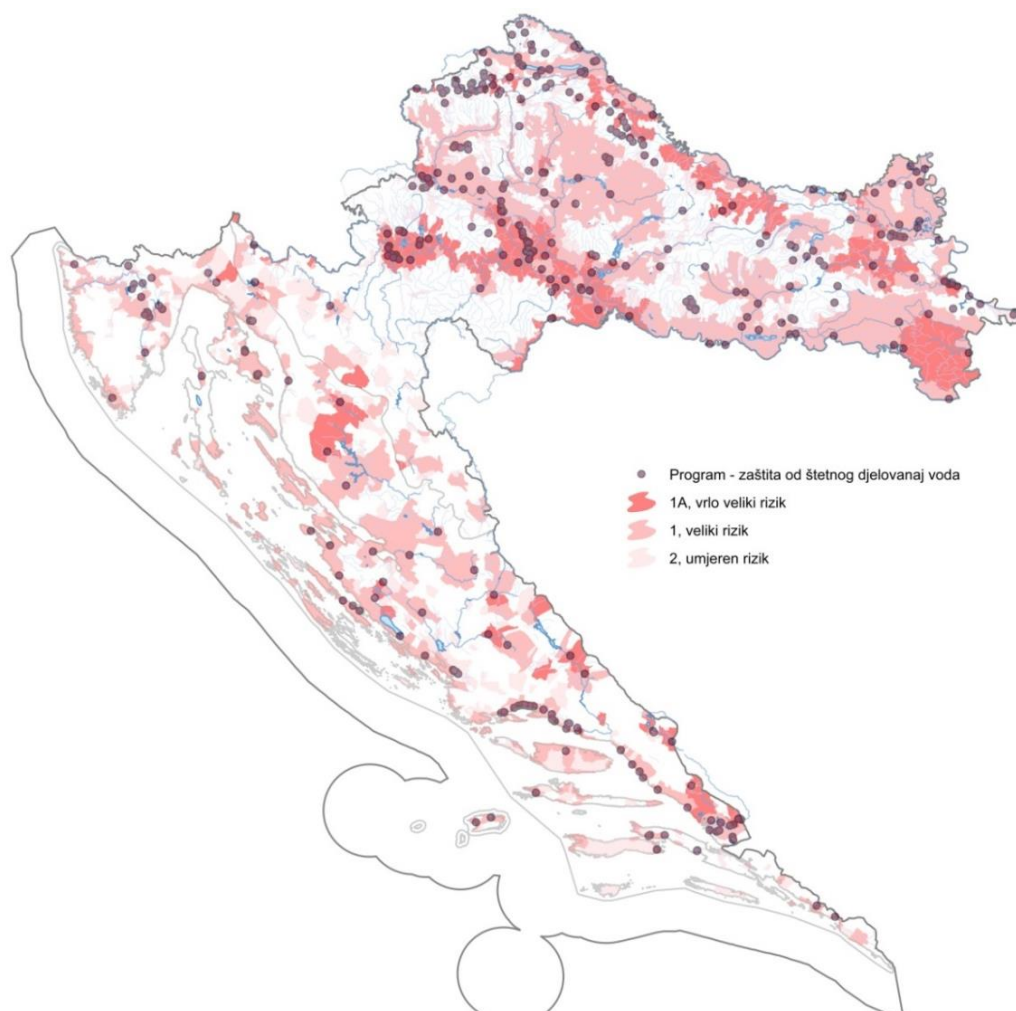 Program - zaštita od štetnog djelovanaj voda
1A, vrlo veliki rizik
1, veliki rizik
2, umjeren rizik